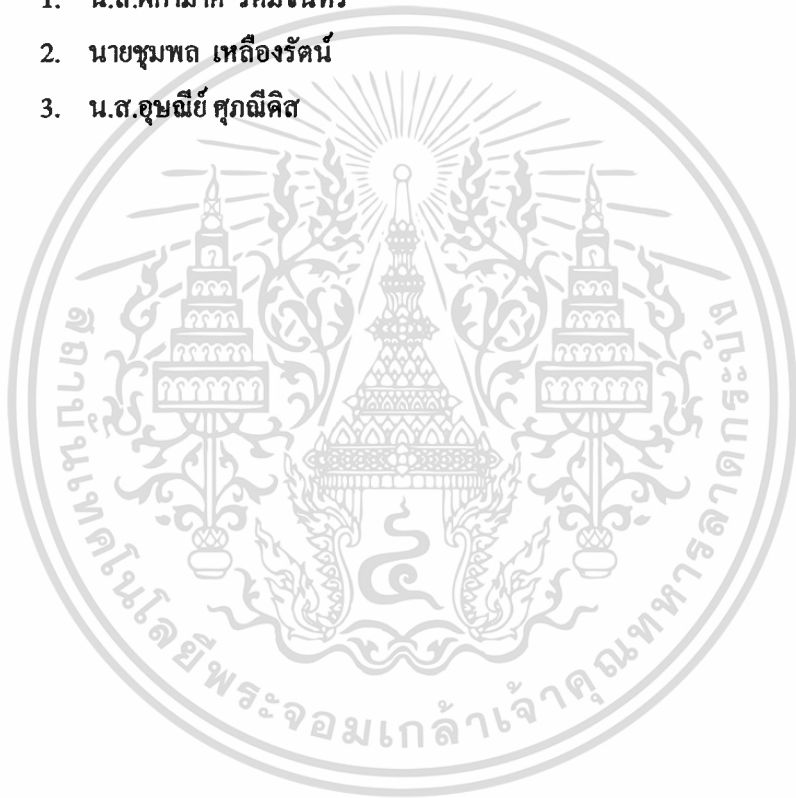 1. น.ส.
2. นายชุมพล เหลืองรัตน์
3. น.ส.อุษณีย์ ศุภณีดิส
สถาบันเทคโนโลยีพระจอมเกล้าเจ้าคุณทหารลาดกระบัง